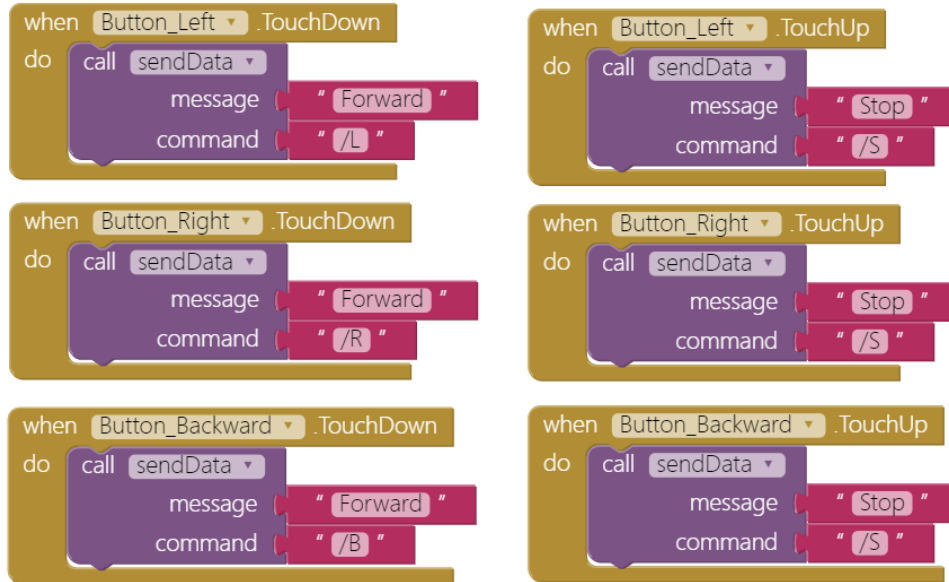 when Button_Left .TouchDown
do call sendData
message " Forward "
command " /L "
when Button_Left .TouchUp
do call sendData
message " Stop "
command " /S "
when Button_Right .TouchDown
do call sendData
message " Forward "
command " /R "
when Button_Right .TouchUp
do call sendData
message " Stop "
command " /S "
when Button_Backward .TouchDown
do call sendData
message " Forward "
command " /B "
when Button_Backward .TouchUp
do call sendData
message " Stop "
command " /S "